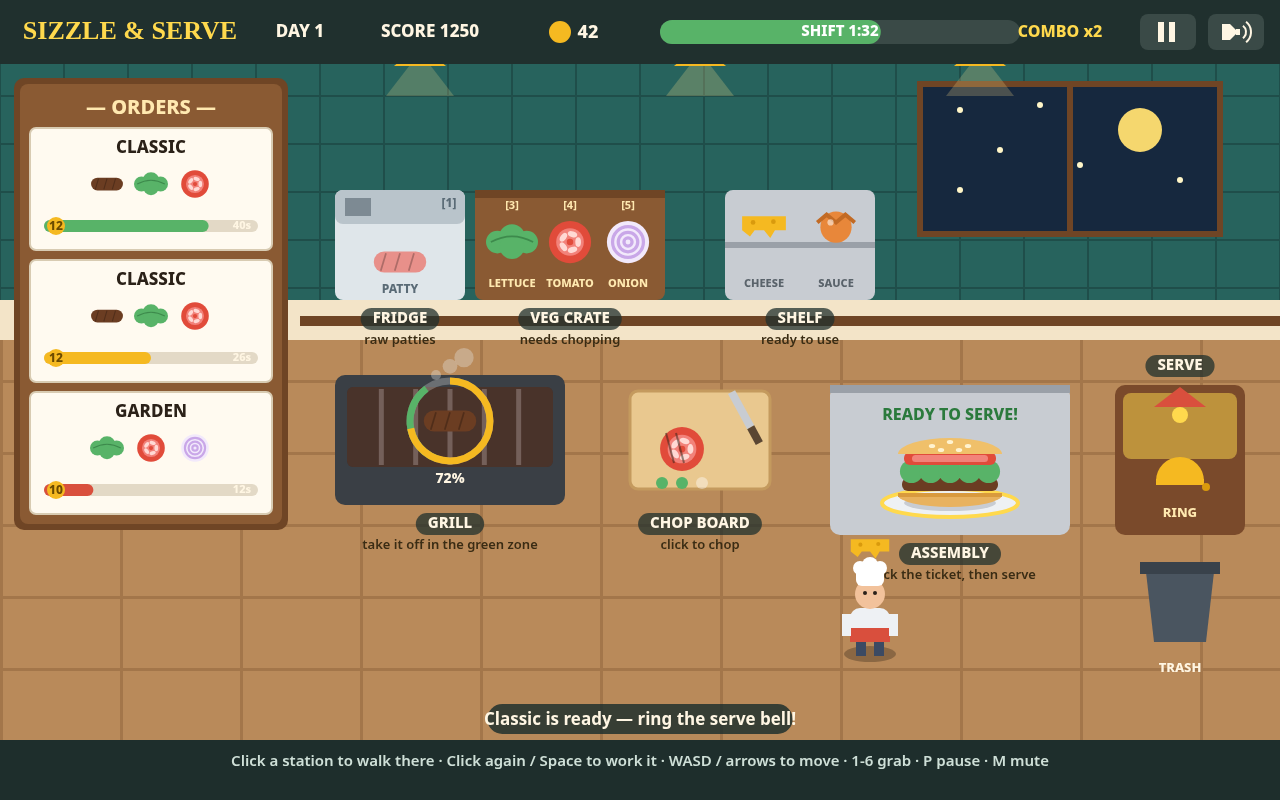 SIZZLE & SERVE
DAY 1
SCORE 1250
42
SHIFT 1:32
COMBO x2
— ORDERS —
CLASSIC
12
40s
CLASSIC
12
26s
GARDEN
10
12s
[1]
PATTY
[3]
[4]
[5]
LETTUCE
TOMATO
ONION
CHEESE
SAUCE
FRIDGE
raw patties
VEG CRATE
needs chopping
SHELF
ready to use
SERVE
READY TO SERVE!
72%
RING
GRILL
take it off in the green zone
CHOP BOARD
click to chop
ASSEMBLY
ck the ticket, then serve
TRASH
Classic is ready — ring the serve bell!
Click a station to walk there · Click again / Space to work it · WASD / arrows to move · 1-6 grab · P pause · M mute